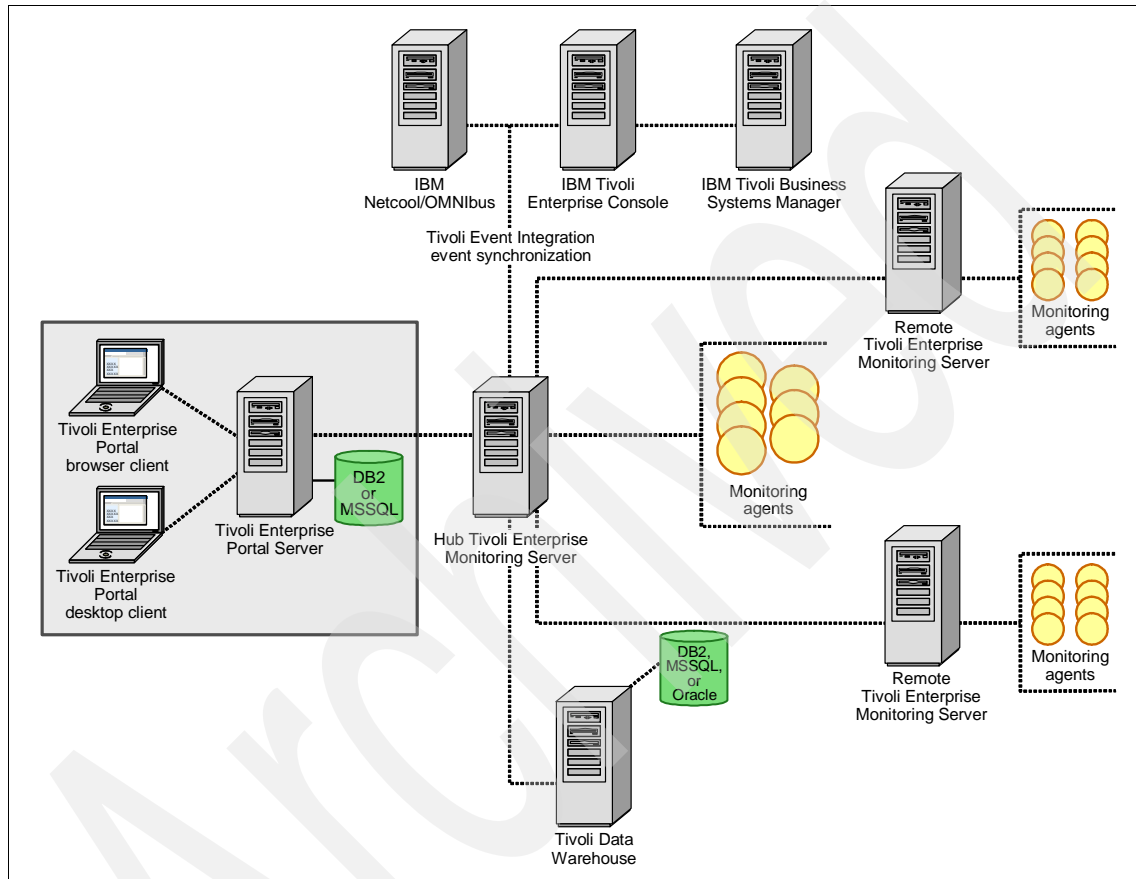 IBM
Netcool/OMNIbus
IBM Tivoli
Enterprise Console
IBM Tivoli Business
Systems Manager
Tivoli Event Integration
event synchronization
Monitoring
agents
Remote
Tivoli Enterprise
Monitoring Server
Tivoli Enterprise
Portal
browser client
DB2
or
MSSQL
Tivoli Enterprise
Portal Server
Hub Tivoli Enterprise
Monitoring Server
Monitoring
agents
Tivoli Enterprise
Portal
desktop client
DB2,
MSSQL,
or
Oracle
Remote
Tivoli Enterprise
Monitoring Server
Monitoring
agents
Tivoli Data
Warehouse
Archived